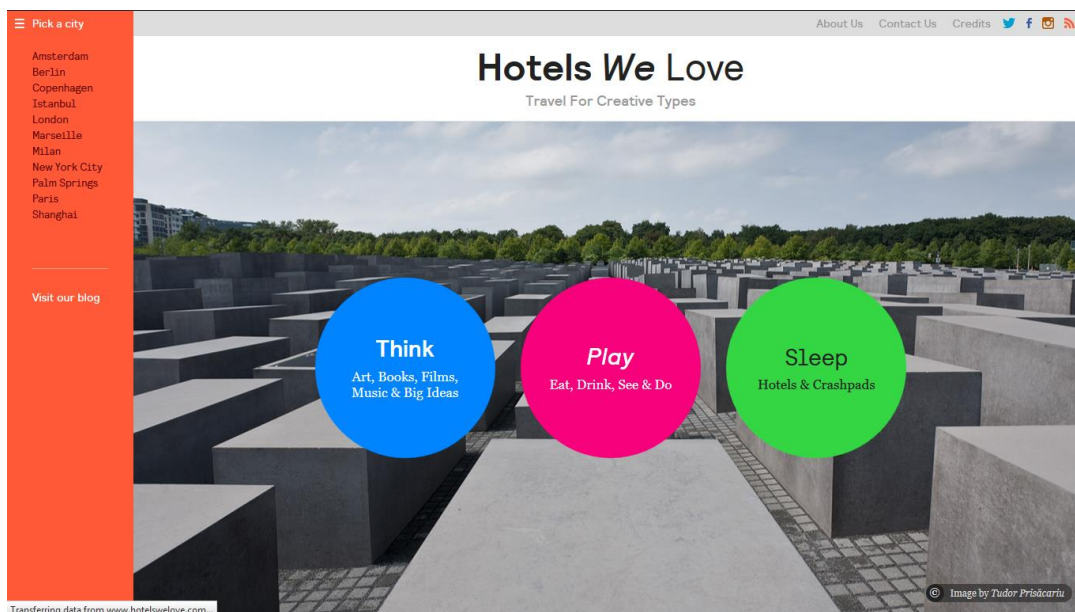 ☰ Pick a city
Amsterdam
Berlin
Copenhagen
Istanbul
London
Marseille
Milan
New York City
Palm Springs
Paris
Shanghai
Visit our blog
About Us Contact Us Credits
Hotels We Love
Travel For Creative Types
Think
Art, Books, Films,
Music & Big Ideas
Play
Eat, Drink, See & Do
Sleep
Hotels & Crashpads
© Image by Tudor Prisăcariu
Transferring data from www.hotelswelove.com...